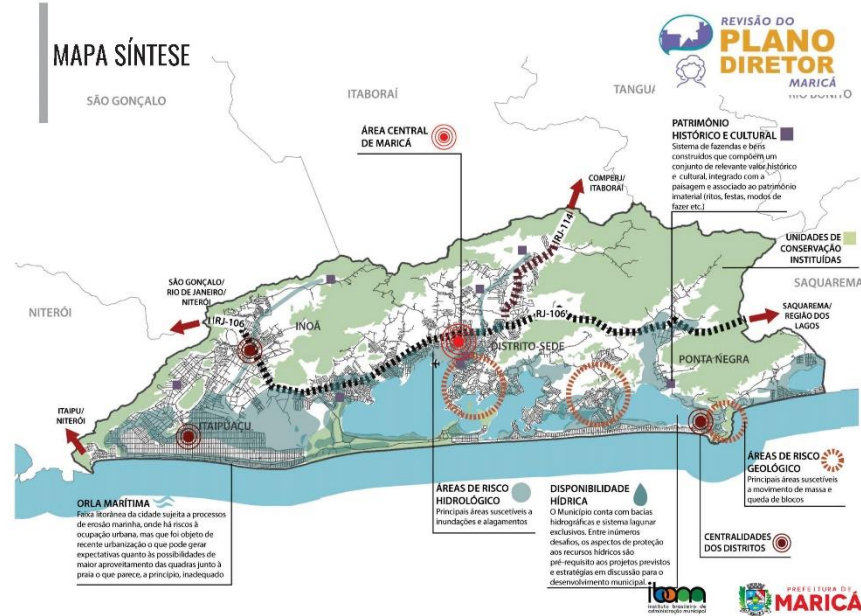 MAPA SÍNTESE
REVISÃO DO
PLANO
DIRETOR
MARICÁ
SÃO GONÇALO
ITABORAÍ
TANGUÁ
RIO BONITO
ÁREA CENTRAL
DE MARICÁ
PATRIMÔNIO
HISTÓRICO E CULTURAL
Sistema de fazendas e bens
construídos que compõem um
conjunto de relevante valor histórico
e cultural, integrado com a
paisagem e associado ao patrimônio
imaterial (ritos, festas, modos de
fazer etc.)
COMPERJ/
ITABORAÍ
RJ-114
UNIDADES DE
CONSERVAÇÃO
INSTITUÍDAS
SAQUAREMA
SÃO GONÇALO/
RIO DE JANEIRO/
NITERÓI
NITERÓI
RJ-106
INOÃ
RJ-106
SAQUAREMA/
REGIÃO DOS
LAGOS
DISTRITO-SEDE
PONTA NEGRA
ITAIPU/
NITERÓI
ITAIPUAÇU
ORLA MARÍTIMA
Faixa litorânea da cidade sujeita a processos
de erosão marinha, onde há riscos à
ocupação urbana, mas que foi objeto de
recente urbanização o que pode gerar
expectativas quanto às possibilidades de
maior aproveitamento das quadras junto à
praia o que parece, a princípio, inadequado
ÁREAS DE RISCO
HIDROLÓGICO
Principais áreas suscetíveis a
inundações e alagamentos
DISPONIBILIDADE
HÍDRICA
O Município conta com bacias
hidrográficas e sistema lagunar
exclusivos. Entre inúmeros
desafios, os aspectos de proteção
aos recursos hídricos são
pré-requisito aos projetos previstos
e estratégias em discussão para o
desenvolvimento municipal.
ÁREAS DE RISCO
GEOLÓGICO
Principais áreas suscetíveis
a movimento de massa e
queda de blocos
CENTRALIDADES
DOS DISTRITOS
ibam
instituto brasileiro de
administração municipal
PREFEITURA DE
MARICÁ